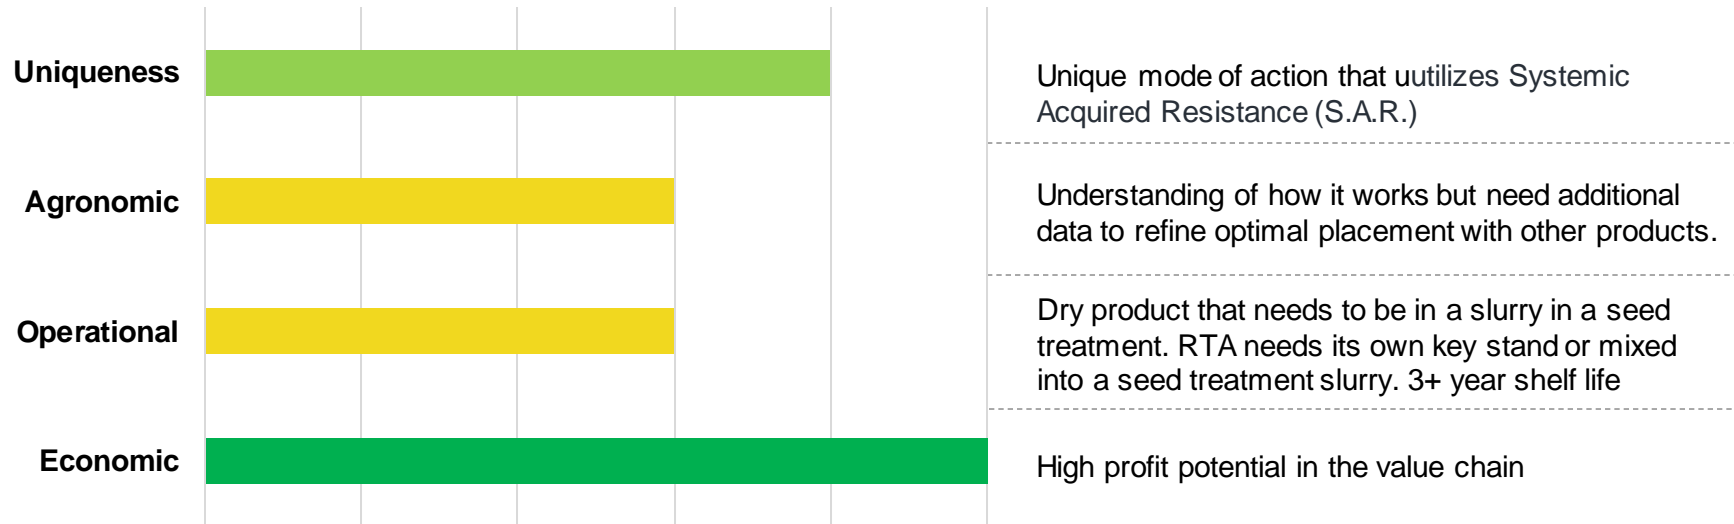 Uniqueness
Unique mode of action that uutilizes Systemic
Acquired Resistance (S.A.R.)
Agronomic
Understanding of how it works but need additional
data to refine optimal placement with other products.
Operational
Dry product that needs to be in a slurry in a seed
treatment. RTA needs its own key stand or mixed
into a seed treatment slurry. 3+ year shelf life
Economic
High profit potential in the value chain